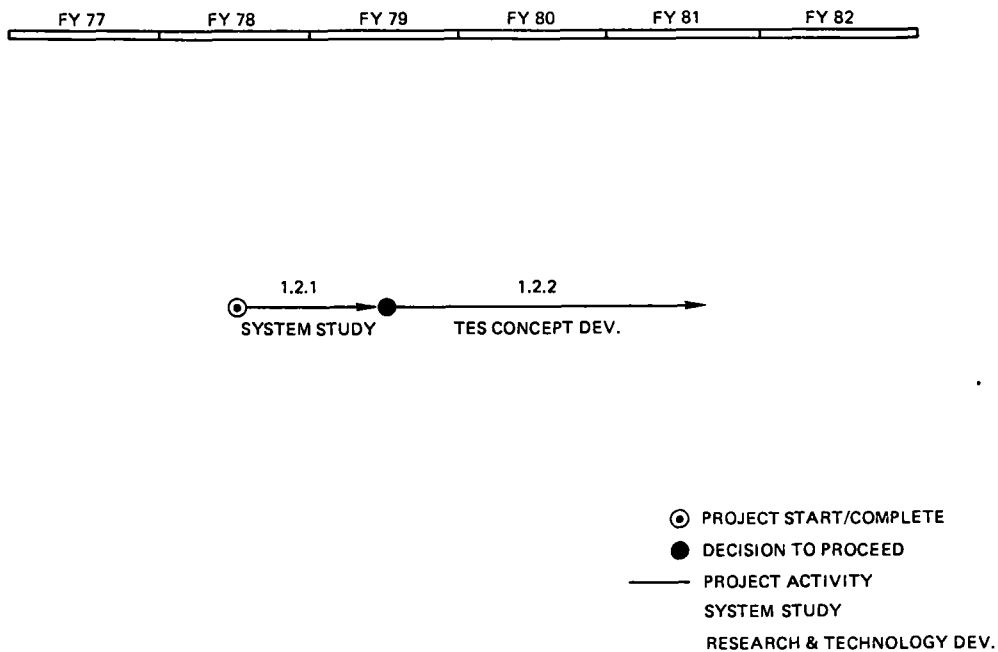 FY 77 FY 78 FY 79 FY 80 FY 81 FY 82
1.2.1 1.2.2
SYSTEM STUDY TES CONCEPT DEV.
PROJECT START/COMPLETE
DECISION TO PROCEED
PROJECT ACTIVITY
SYSTEM STUDY
RESEARCH & TECHNOLOGY DEV.